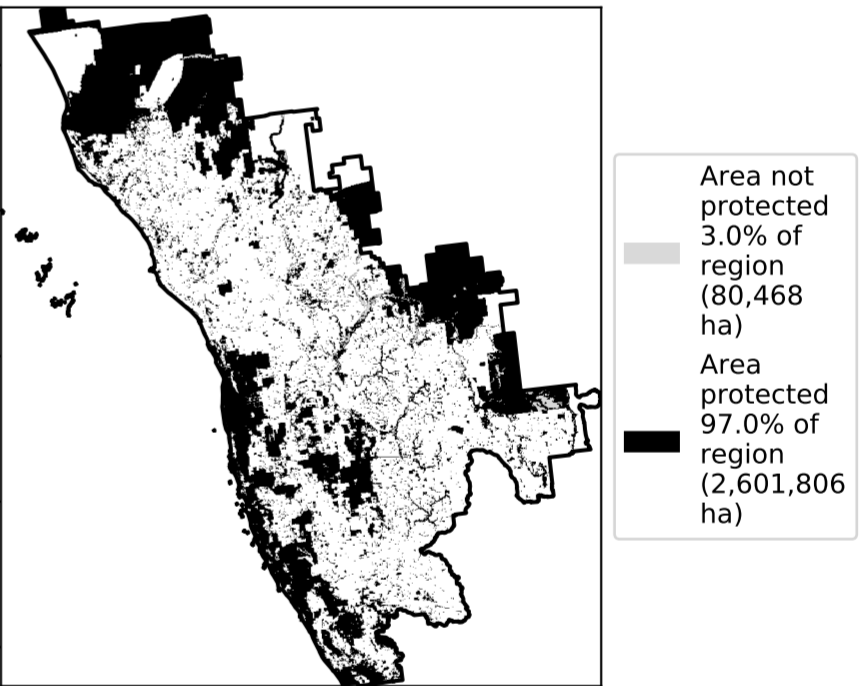 Area not
protected
3.0% of
region
(80,468
ha)
Area
protected
97.0% of
region
(2,601,806
ha)